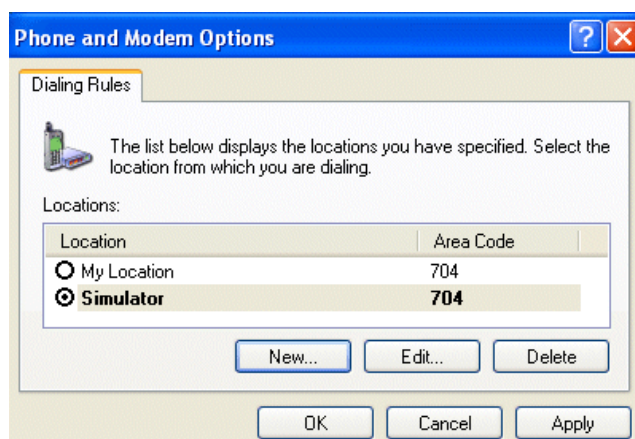 Phone and Modem Options
Dialing Rules
The list below displays the locations you have specified. Select the
location from which you are dialing.
Locations:
Location Area Code
My Location 704
Simulator 704
New... Edit... Delete
OK Cancel Apply